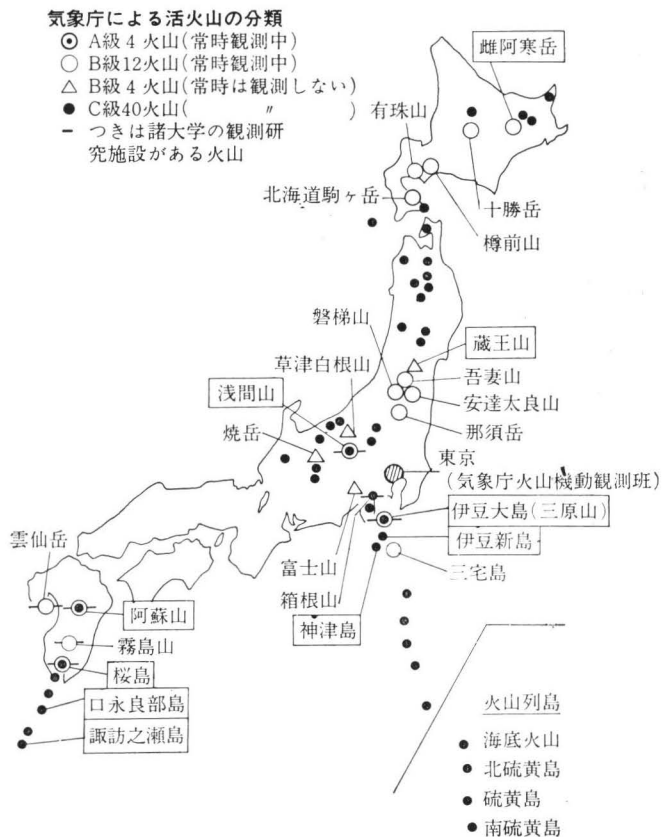 気象庁による活火山の分類
A級4火山(常時観測中)
B級12火山(常時観測中)
B級4火山(常時は観測しない)
C級40火山( 〃 )
つきは諸大学の観測研
究施設がある火山
雌阿寒岳
有珠山
北海道駒ヶ岳
十勝岳
樽前山
磐梯山
蔵王山
草津白根山
吾妻山
浅間山
安達太良山
焼岳
那須岳
東京
(気象庁火山機動観測班)
伊豆大島(三原山)
雲仙岳
伊豆新島
富士山
三宅島
箱根山
阿蘇山
神津島
霧島山
桜島
口永良部島
諏訪之瀬島
火山列島
海底火山
北硫黄島
硫黄島
南硫黄島